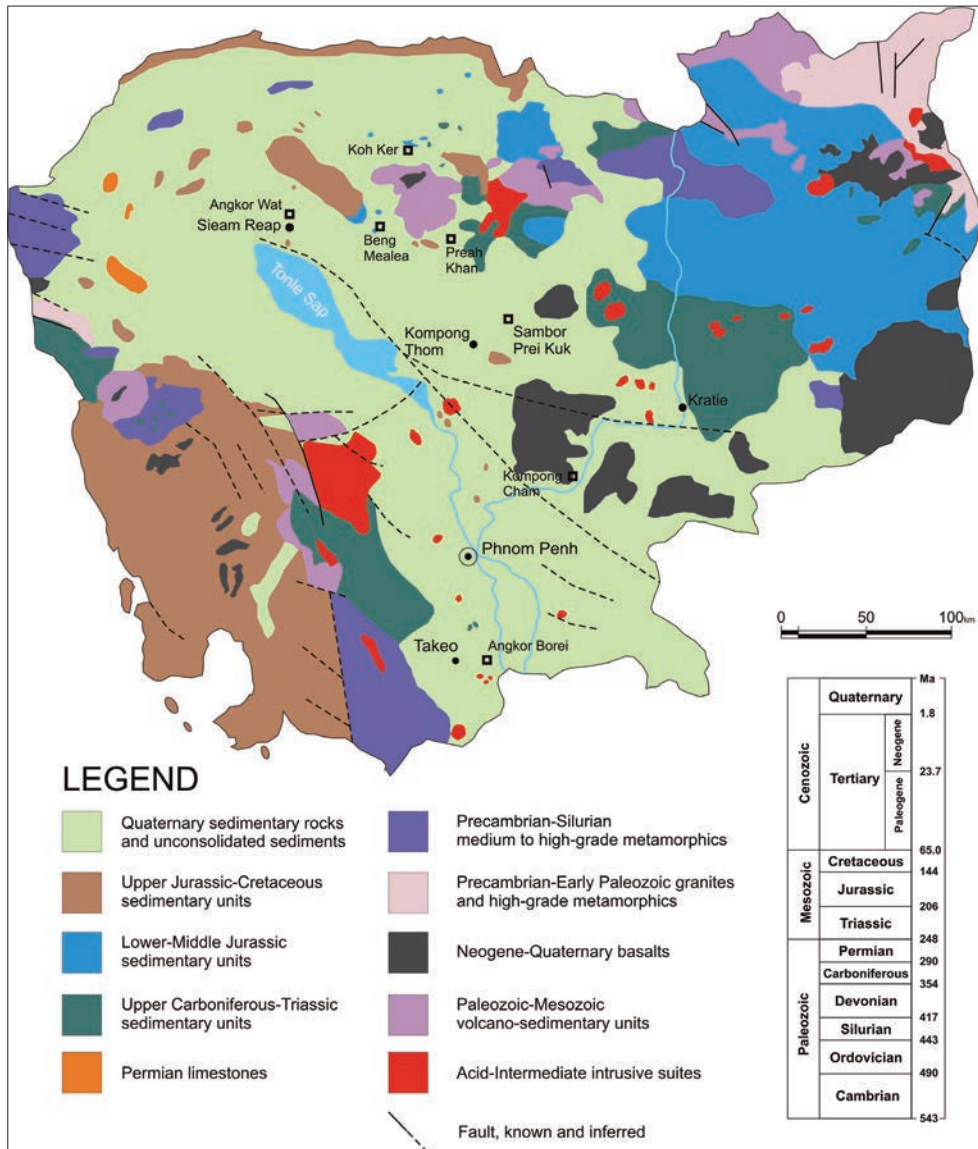 Koh Ker
Angkor Wat
Sieam Reap
Beng
Mealea
Preah
Khan
Tonle Sap
Kompong
Thom
Sambor
Prei Kuk
Kratie
Kompong
Cham
Phnom Penh
Takeo
Angkor Borei
0 50 100km
LEGEND
Quaternary sedimentary rocks
and unconsolidated sediments
Upper Jurassic-Cretaceous
sedimentary units
Lower-Middle Jurassic
sedimentary units
Upper Carboniferous-Triassic
sedimentary units
Permian limestones
Precambrian-Silurian
medium to high-grade metamorphics
Precambrian-Early Paleozoic granites
and high-grade metamorphics
Neogene-Quaternary basalts
Paleozoic-Mesozoic
volcano-sedimentary units
Acid-Intermediate intrusive suites
Fault, known and inferred
Ma
Cenozoic
Quaternary
1.8
Tertiary
Neogene
23.7
Paleogene
65.0
Mesozoic
Cretaceous
144
Jurassic
206
Triassic
248
Paleozoic
Permian
290
Carboniferous
354
Devonian
417
Silurian
443
Ordovician
490
Cambrian
543